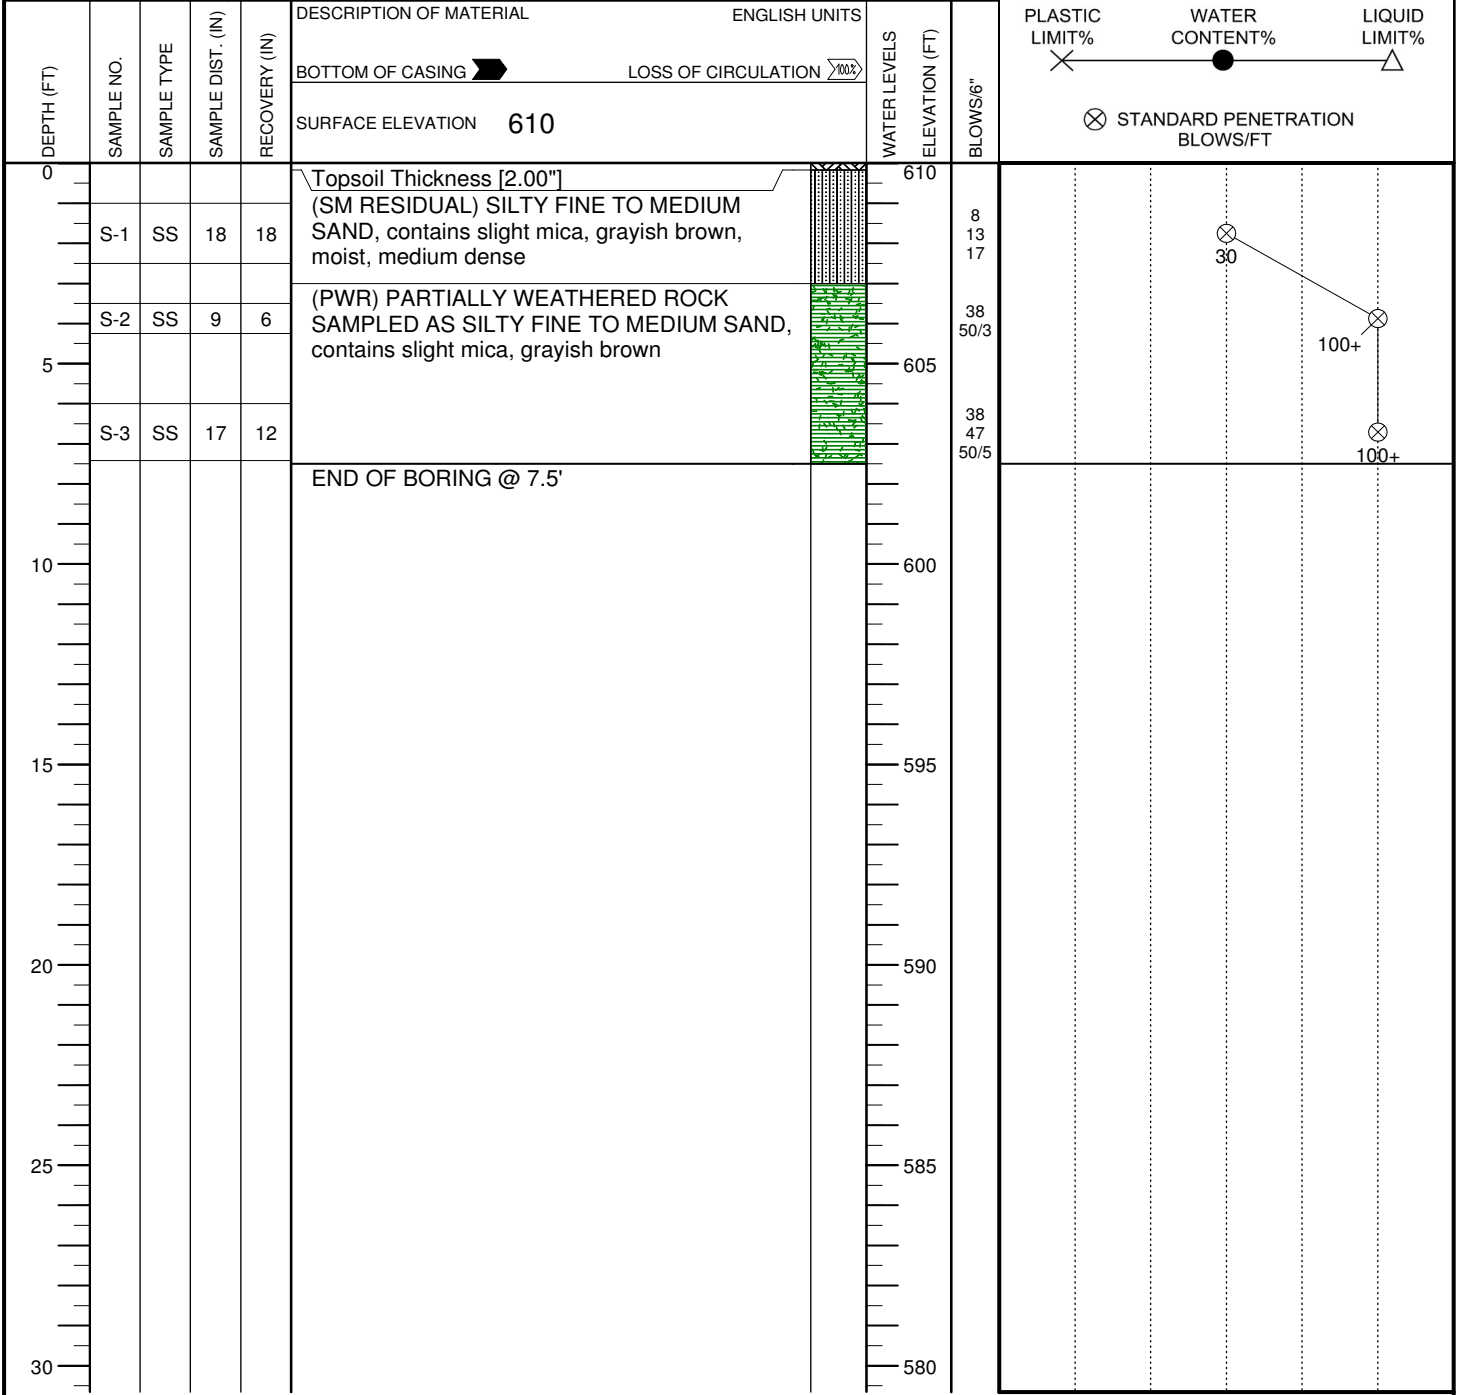 DEPTH (FT)
SAMPLE NO.
SAMPLE TYPE
SAMPLE DIST. (IN)
RECOVERY (IN)
DESCRIPTION OF MATERIAL ENGLISH UNITS
BOTTOM OF CASING LOSS OF CIRCULATION 100%
SURFACE ELEVATION 610
WATER LEVELS
ELEVATION (FT)
BLOWS/6"
PLASTIC LIMIT%
WATER CONTENT%
LIQUID LIMIT%
STANDARD PENETRATION
BLOWS/FT
0
Topsoil Thickness [2.00"]
610
(SM RESIDUAL) SILTY FINE TO MEDIUM
SAND, contains slight mica, grayish brown,
moist, medium dense
S-1 SS 18 18
8
13
17
30
(PWR) PARTIALLY WEATHERED ROCK
SAMPLED AS SILTY FINE TO MEDIUM SAND,
contains slight mica, grayish brown
S-2 SS 9 6
38
50/3
100+
5 605
S-3 SS 17 12
38
47
50/5
100+
END OF BORING @ 7.5'
10 600
15 595
20 590
25 585
30 580